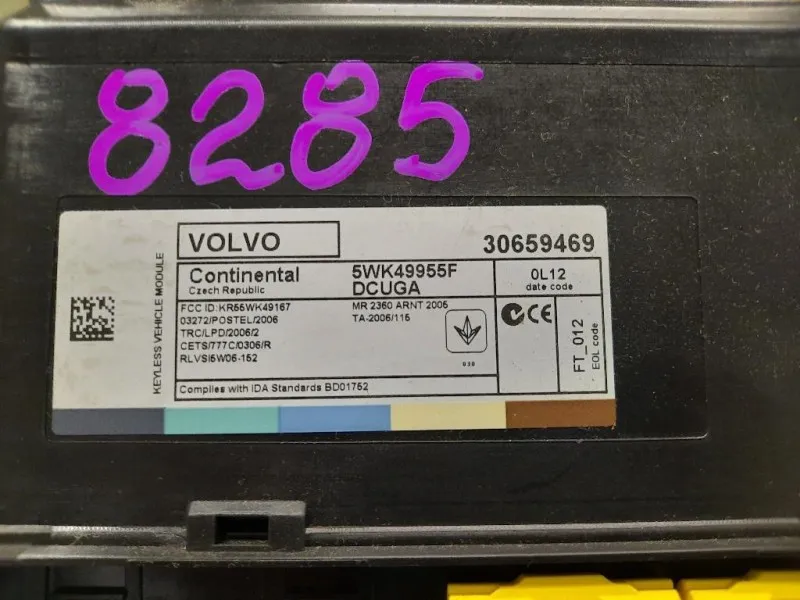 8285
VOLVO
30659469
KEYLESS VEHICLE MODULE
Continental
Czech Republic
5WK49955F
DCUGA
0L12
date code
FCC ID: KR55WK49167
03272/POSTEL/2006
TRC/LPD/2006/2
CETS/777C/0306/R
RLVSI5W06-152
MR 2360 ARNT 2005
TA-2006/115
CE
FT_012
EOL code
Complies with IDA Standards BD01752